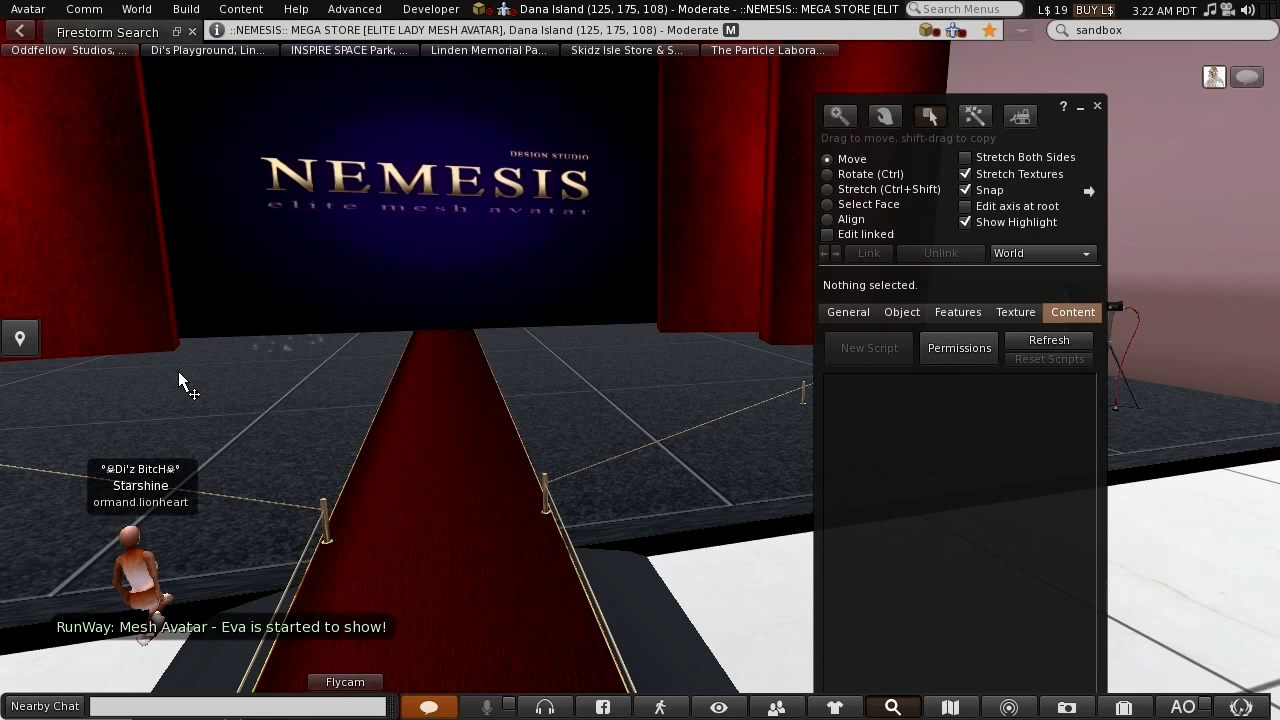 Avatar Comm World Build Content Help Advanced Developer Dana Island (125, 175, 108) - Moderate - ::NEMESIS:: MEGA STORE [ELIT Search Menus L$ 19 BUY L$ 3:22 AM PDT
Firestorm Search ::NEMESIS:: MEGA STORE [ELITE LADY MESH AVATAR], Dana Island (125, 175, 108) - Moderate M sandbox
Oddfellow Studios, ... Di's Playground, Lin... INSPIRE SPACE Park, ... Linden Memorial Pa... Skidz Isle Store & S... The Particle Labora...
DESIGN STUDIO
NEMESIS
elite mesh avatar
?
Drag to move, shift-drag to copy
Move
Rotate (Ctrl)
Stretch (Ctrl+Shift)
Select Face
Align
Edit linked
Stretch Both Sides
Stretch Textures
Snap
Edit axis at root
Show Highlight
Link Unlink World
Nothing selected.
General Object Features Texture Content
New Script Permissions Refresh
Reset Scripts
°☠Di'z BitcH☠°
Starshine
ormand.lionheart
RunWay: Mesh Avatar - Eva is started to show!
Flycam
Nearby Chat AO